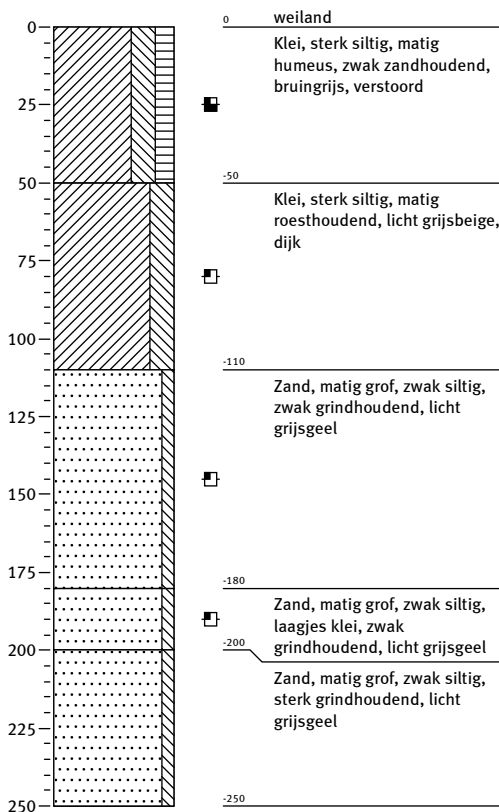 0
25
50
75
100
125
150
175
200
225
250
0
weiland
Klei, sterk siltig, matig
humeus, zwak zandhoudend,
bruingrijs, verstoord
-50
Klei, sterk siltig, matig
roesthoudend, licht grijsbeige,
dijk
-110
Zand, matig grof, zwak siltig,
zwak grindhoudend, licht
grijsgeel
-180
Zand, matig grof, zwak siltig,
laagjes klei, zwak
grindhoudend, licht grijsgeel
-200
Zand, matig grof, zwak siltig,
sterk grindhoudend, licht
grijsgeel
-250